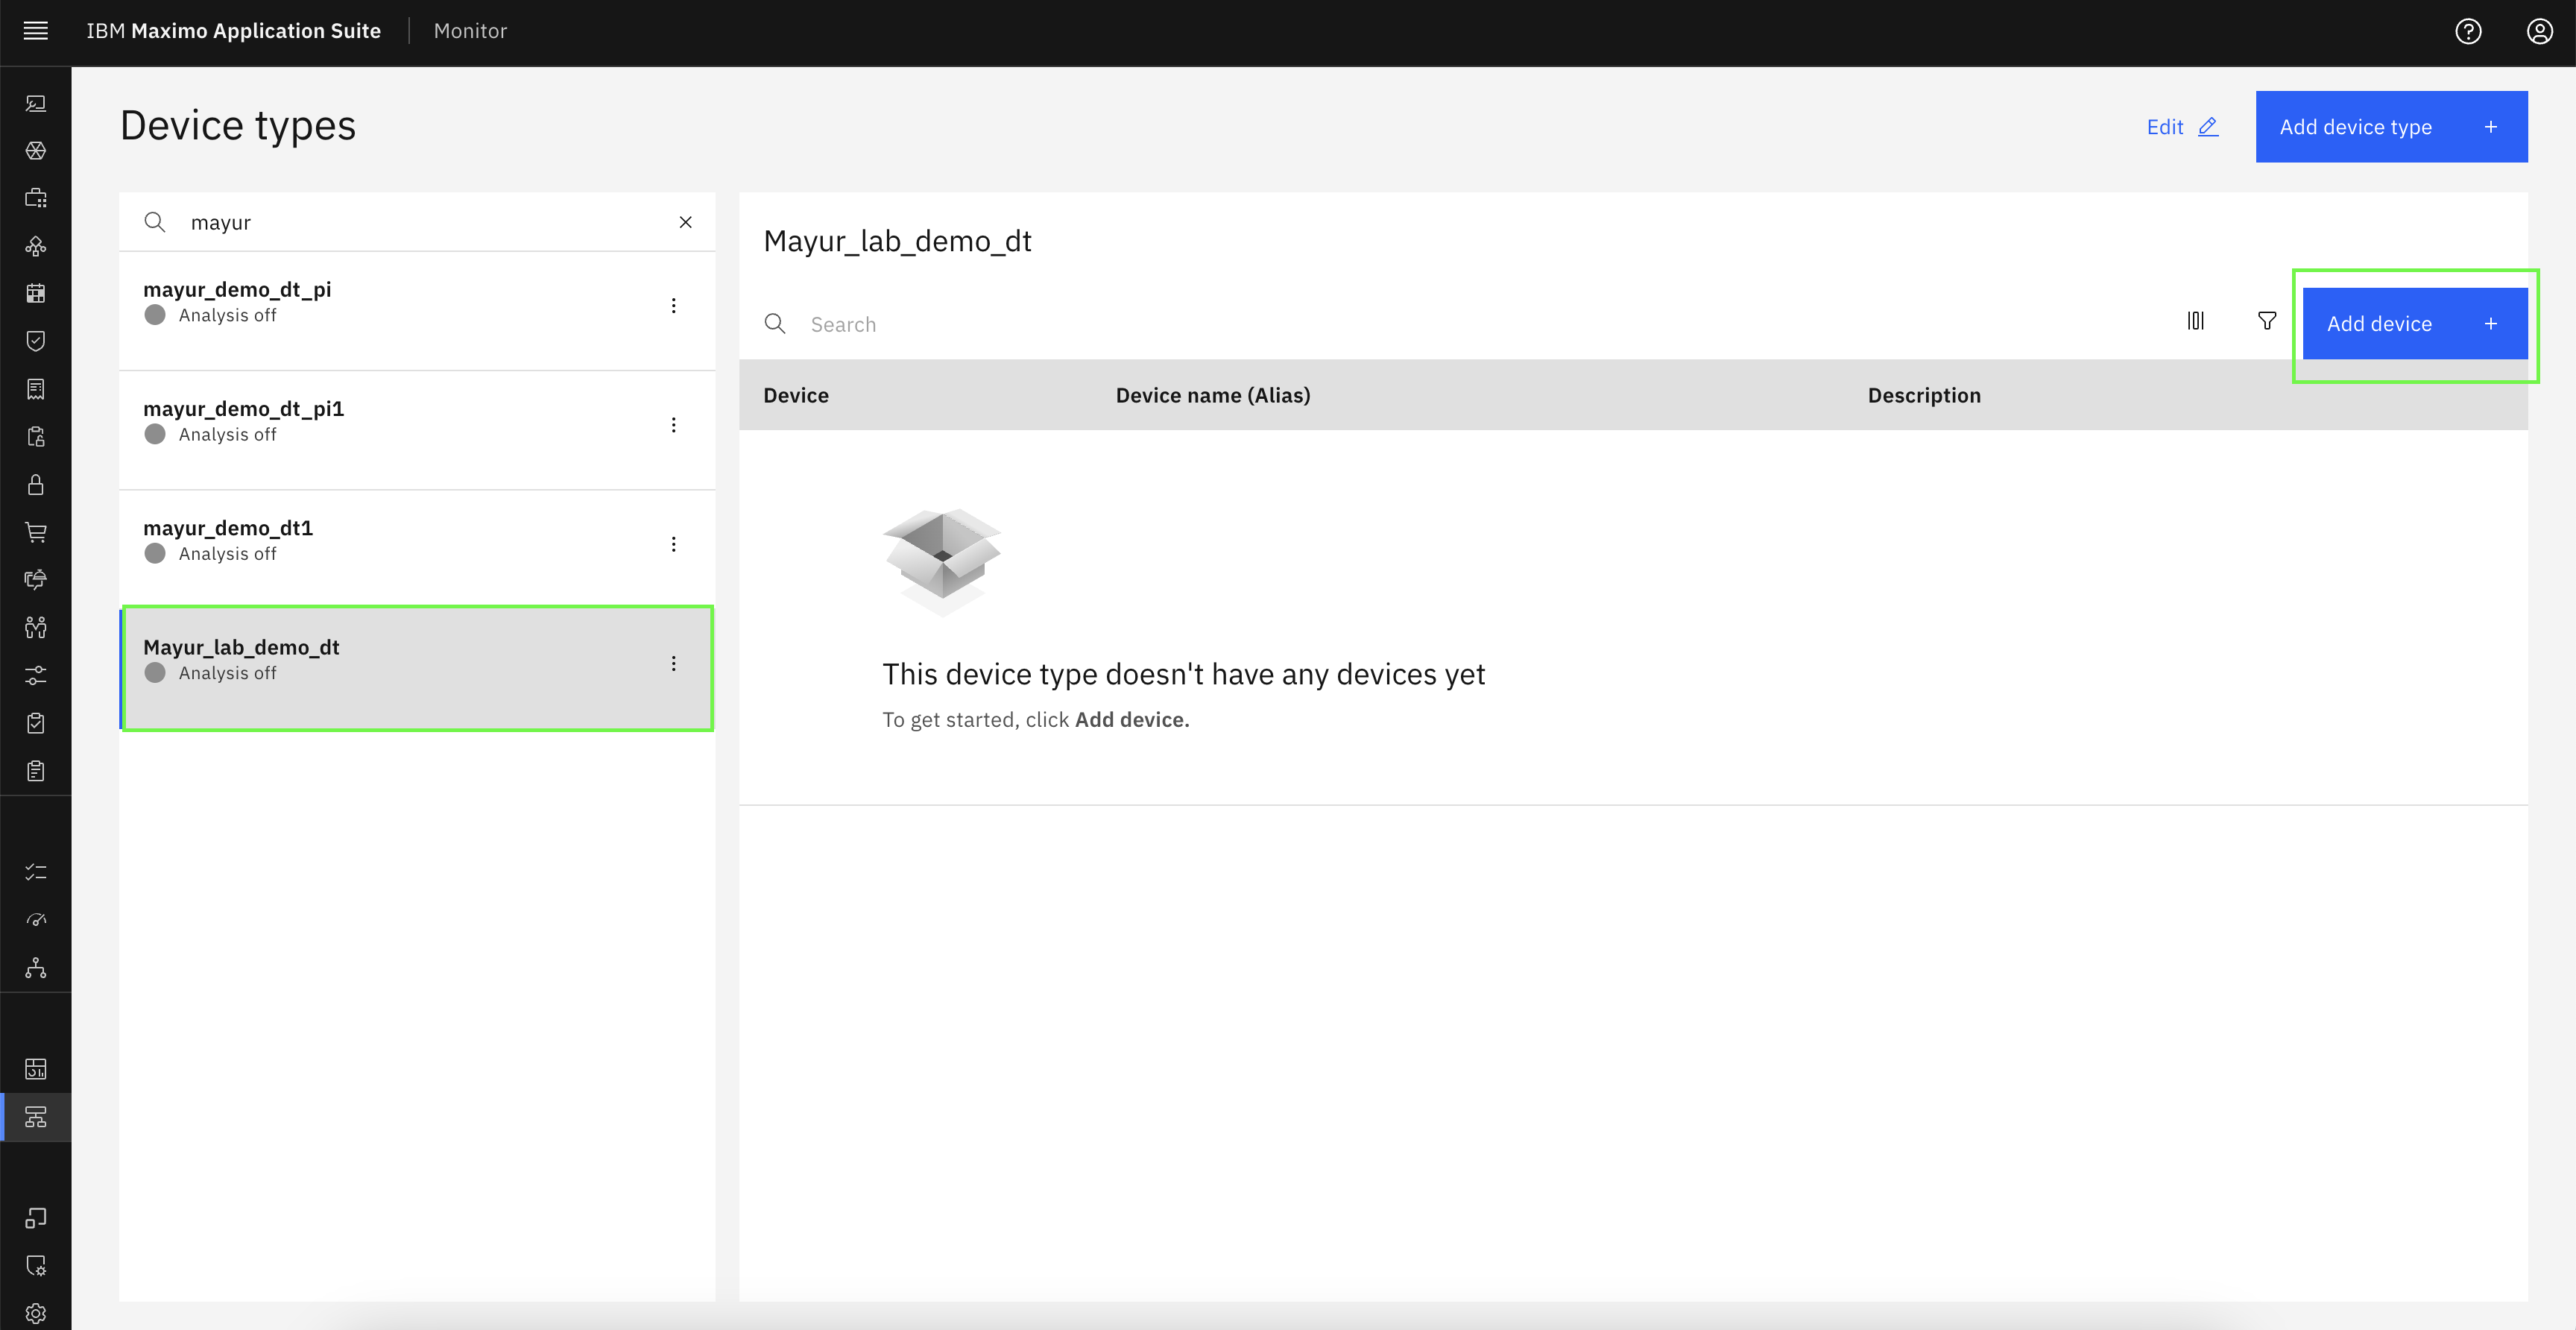 IBM Maximo Application Suite
Monitor
Device types
Edit
Add device type
mayur
mayur_demo_dt_pi
Analysis off
mayur_demo_dt_pi1
Analysis off
mayur_demo_dt1
Analysis off
Mayur_lab_demo_dt
Analysis off
Mayur_lab_demo_dt
Search
Add device
Device Device name (Alias) Description
This device type doesn't have any devices yet
To get started, click Add device.